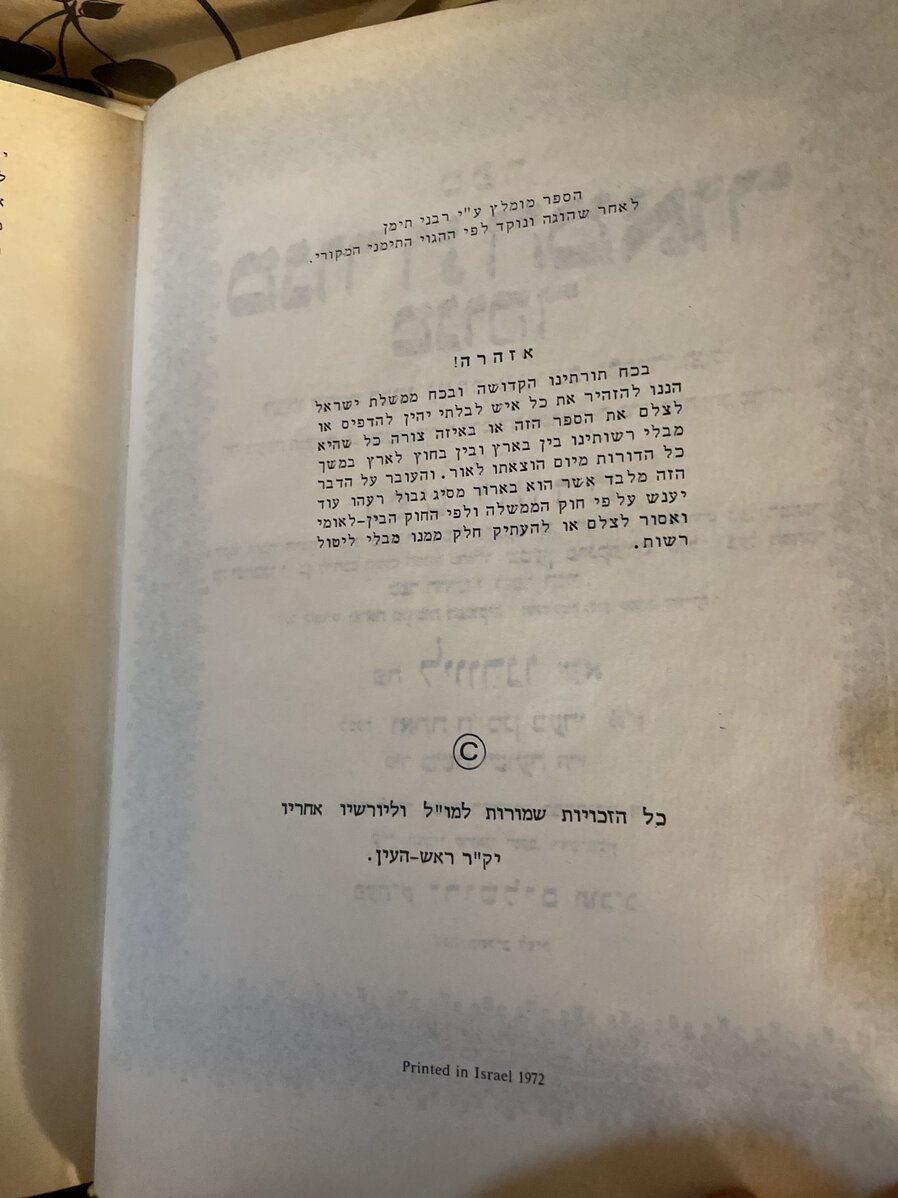 הספר מומלץ ע"י רבני תימן
לאחר שהוגה ונוקד לפי ההגוי התימני המקורי.
אזהרה!
בכח תורתינו הקדושה ובכח ממשלת ישראל
הננו להזהיר את כל איש לבלתי יהין להדפיס או
לצלם את הספר הזה או באיזה צורה כל שהיא
מבלי רשותינו בין בארץ ובין בחוץ לארץ במשך
כל הדורות מיום הוצאתו לאור. והעובר על הדבר
הזה מלבד אשר הוא בארור מסיג גבול רעהו עוד
יענש על פי חוק הממשלה ולפי החוק הבין-לאומי
ואסור לצלם או להעתיק חלק ממנו מבלי ליטול
רשות.
©
כל הזכויות שמורות למו"ל וליורשיו אחריו
יק"ר ראש-העין.
Printed in Israel 1972